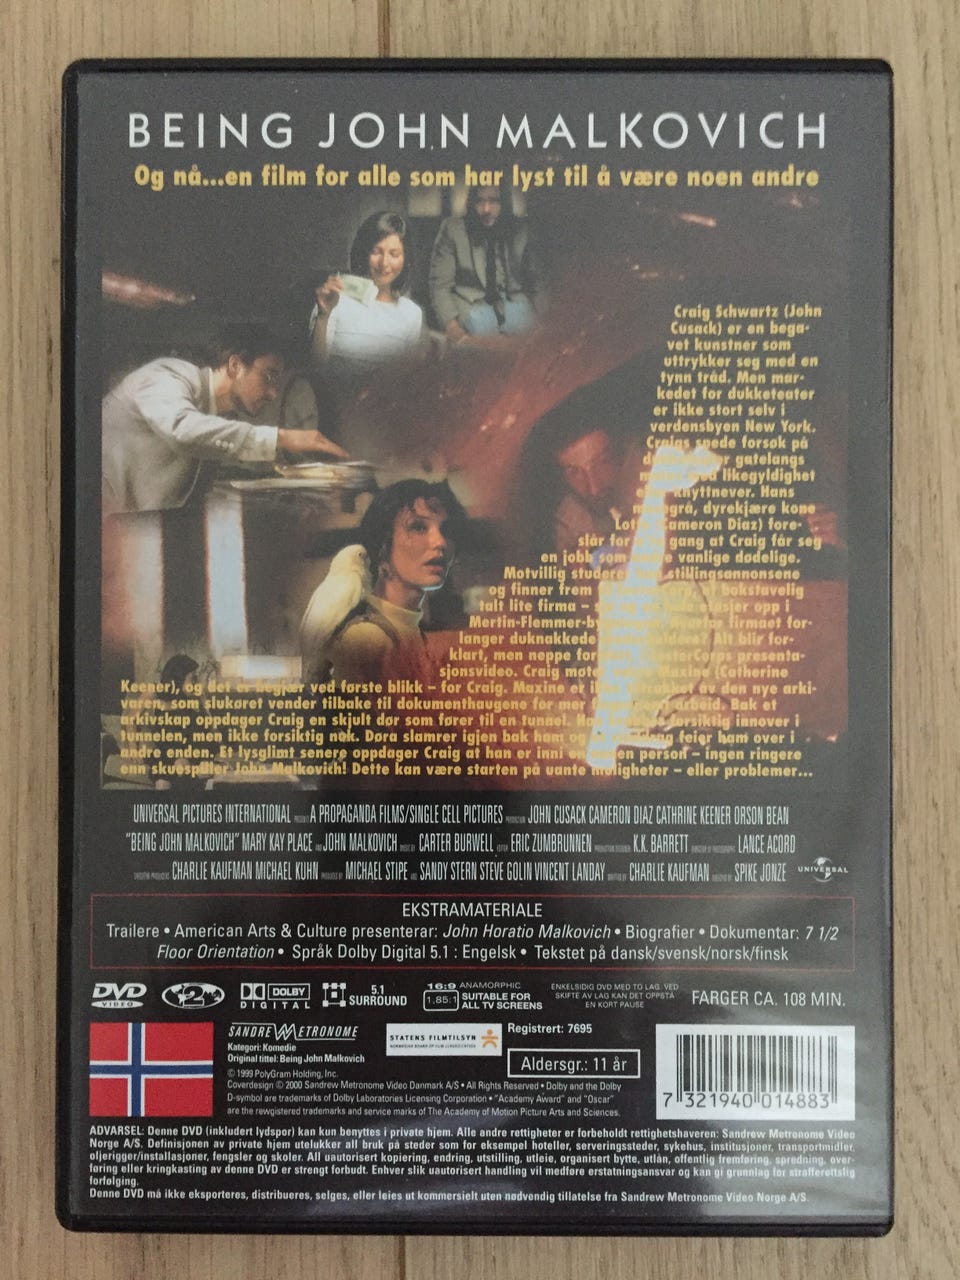 BEING JOHN MALKOVICH
Og nå...en film for alle som har lyst til å være noen andre
Craig Schwartz (John
Cusack) er en bega-
vet kunstner som
uttrykker seg med en
tynn tråd. Men mar-
kedet for dukketeater
er ikke stort selv i
verdensbyen New York.
Craigs spede forsøk på
gatelangs
likegyldighet
knyttnever. Hans
dyrekjære kone
Cameron Diaz) fore-
slår for gang at Craig får seg
en jobb som vanlige dødelige.
Motvillig studerer stillingsannonsene
og finner frem bokstavelig
talt lite firma – opp i
Mertin-Flemmer-by firmaet for-
langer duknakkede Alt blir for-
klart, men neppe for presenta-
sjonsvideo. Craig møte Maxine (Catherine
Keener), og det er begjær ved første blikk – for Craig. Maxine er av den nye arki-
varen, som slukøret vender tilbake til dokumenthaugene for mer arbeid. Bak et
arkivskap oppdager Craig en skjult dør som fører til en tunnel. forsiktig innover i
tunnelen, men ikke forsiktig nok. Døra slamrer igjen bak ham og feier ham over i
andre enden. Et lysglimt senere oppdager Craig at han er inni en person – ingen ringere
enn skuespiller John Malkovich! Dette kan være starten på uante muligheter – eller problemer...
UNIVERSAL PICTURES INTERNATIONAL A PROPAGANDA FILMS/SINGLE CELL PICTURES JOHN CUSACK CAMERON DIAZ CATHRINE KEENER ORSON BEAN
"BEING JOHN MALKOVICH" MARY KAY PLACE JOHN MALKOVICH CARTER BURWELL ERIC ZUMBRUNNEN K.K. BARRETT LANCE ACORD
CHARLIE KAUFMAN MICHAEL KUHN MICHAEL STIPE SANDY STERN STEVE GOLIN VINCENT LANDAY CHARLIE KAUFMAN SPIKE JONZE UNIVERSAL
EKSTRAMATERIALE
Trailere • American Arts & Culture presenterar: John Horatio Malkovich • Biografier • Dokumentar: 7 1/2
Floor Orientation • Språk Dolby Digital 5.1 : Engelsk • Tekstet på dansk/svensk/norsk/finsk
DVD VIDEO 2 DOLBY DIGITAL 5.1 SURROUND
16:9 ANAMORPHIC
1,85:1 SUITABLE FOR ALL TV SCREENS
ENKELSIDIG DVD MED TO LAG. VED
SKIFTE AV LAG KAN DET OPPSTÅ
EN KORT PAUSE
FARGER CA. 108 MIN.
SANDREW METRONOME
Kategori: Komedie
Original tittel: Being John Malkovich
STATENS FILMTILSYN
NORWEGIAN BOARD OF FILM CLASSIFICATION
Registrert: 7695
Aldersgr.: 11 år
© 1999 PolyGram Holding, Inc.
Coverdesign © 2000 Sandrew Metronome Video Danmark A/S • All Rights Reserved • Dolby and the Dolby
D-symbol are trademarks of Dolby Laboratories Licensing Corporation • "Academy Award" and "Oscar"
are the rewgistered trademarks and service marks of The Academy of Motion Picture Arts and Sciences.
7 321940 014883
ADVARSEL: Denne DVD (inkludert lydspor) kan kun benyttes i private hjem. Alle andre rettigheter er forbeholdt rettighetshaveren: Sandrew Metronome Video
Norge A/S. Definisjonen av private hjem utelukker all bruk på steder som for eksempel hoteller, serveringssteder, sykehus, institusjoner, transportmidler,
oljerigger/installasjoner, fengsler og skoler. All uautorisert kopiering, endring, utstilling, utleie, organisert bytte, utlån, offentlig fremføring, spredning, over-
føring eller kringkasting av denne DVD er strengt forbudt. Enhver slik uautorisert handling vil medføre erstatningsansvar og kan gi grunnlag for strafferettslig
forfølging.
Denne DVD må ikke eksporteres, distribueres, selges, eller leies ut kommersielt uten nødvendig tillatelse fra Sandrew Metronome Video Norge A/S.